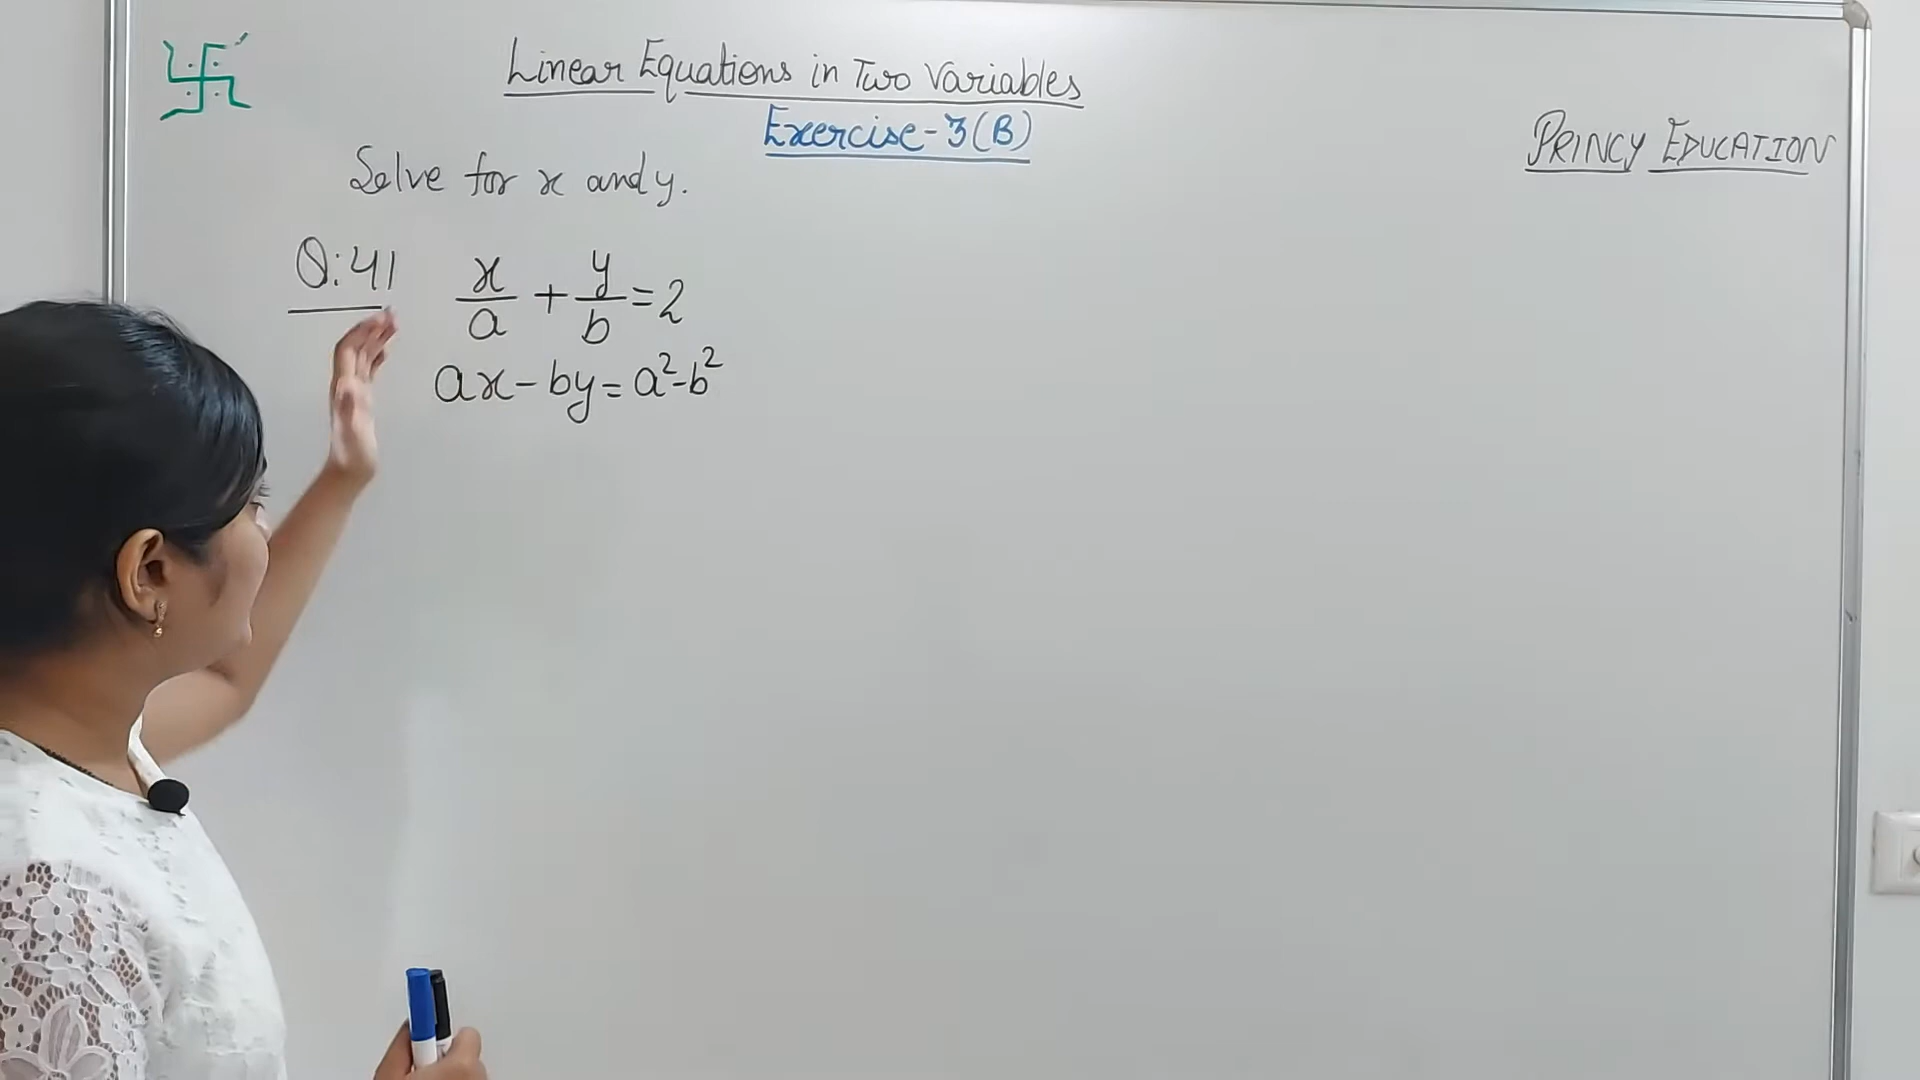 Linear Equations in Two Variables
Exercise-3(B)
PRINCY EDUCATION
Solve for x and y.
Q:41 x/a + y/b = 2
ax - by = a² - b²